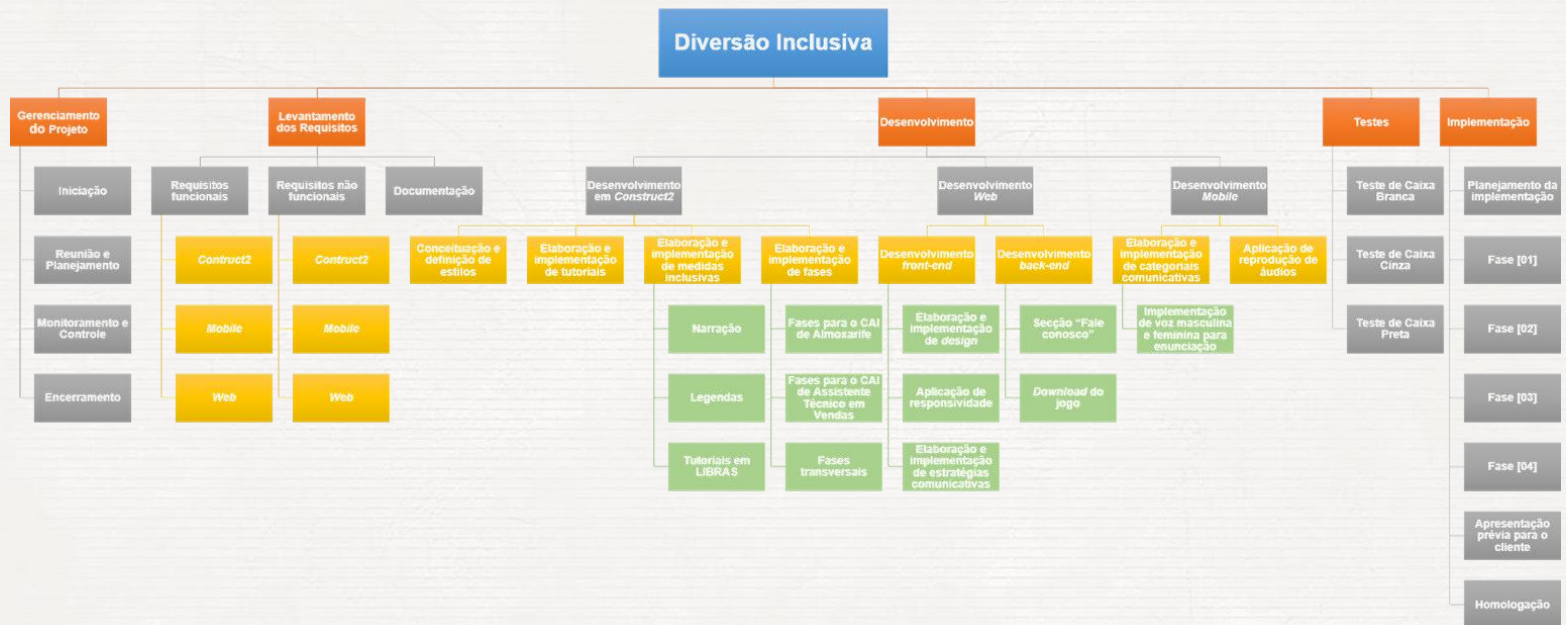 Diversão Inclusiva
Gerenciamento
do Projeto
Levantamento
dos Requisitos
Desenvolvimento
Testes
Implementação
Iniciação
Reunião e
Planejamento
Monitoramento e
Controle
Encerramento
Requisitos
funcionais
Contruct2
Mobile
Web
Requisitos não
funcionais
Contruct2
Mobile
Web
Documentação
Desenvolvimento
em Construct2
Conceituação e
definição de
estilos
Elaboração e
implementação
de tutoriais
Elaboração e
implementação
de medidas
inclusivas
Narração
Legendas
Tutoriais em
LIBRAS
Elaboração e
implementação
de fases
Fases para o CAI
de Almoxarife
Fases para o CAI
de Assistente
Técnico em
Vendas
Fases
transversais
Desenvolvimento
Web
Desenvolvimento
front-end
Elaboração e
implementação
de design
Aplicação de
responsividade
Elaboração e
implementação
de estratégias
comunicativas
Desenvolvimento
back-end
Secção “Fale
conosco”
Download do
jogo
Desenvolvimento
Mobile
Elaboração e
implementação
de categoriais
comunicativas
Implementação
de voz masculina
e feminina para
enunciação
Aplicação de
reprodução de
áudios
Teste de Caixa
Branca
Teste de Caixa
Cinza
Teste de Caixa
Preta
Planejamento da
implementação
Fase [01]
Fase [02]
Fase [03]
Fase [04]
Apresentação
prévia para o
cliente
Homologação